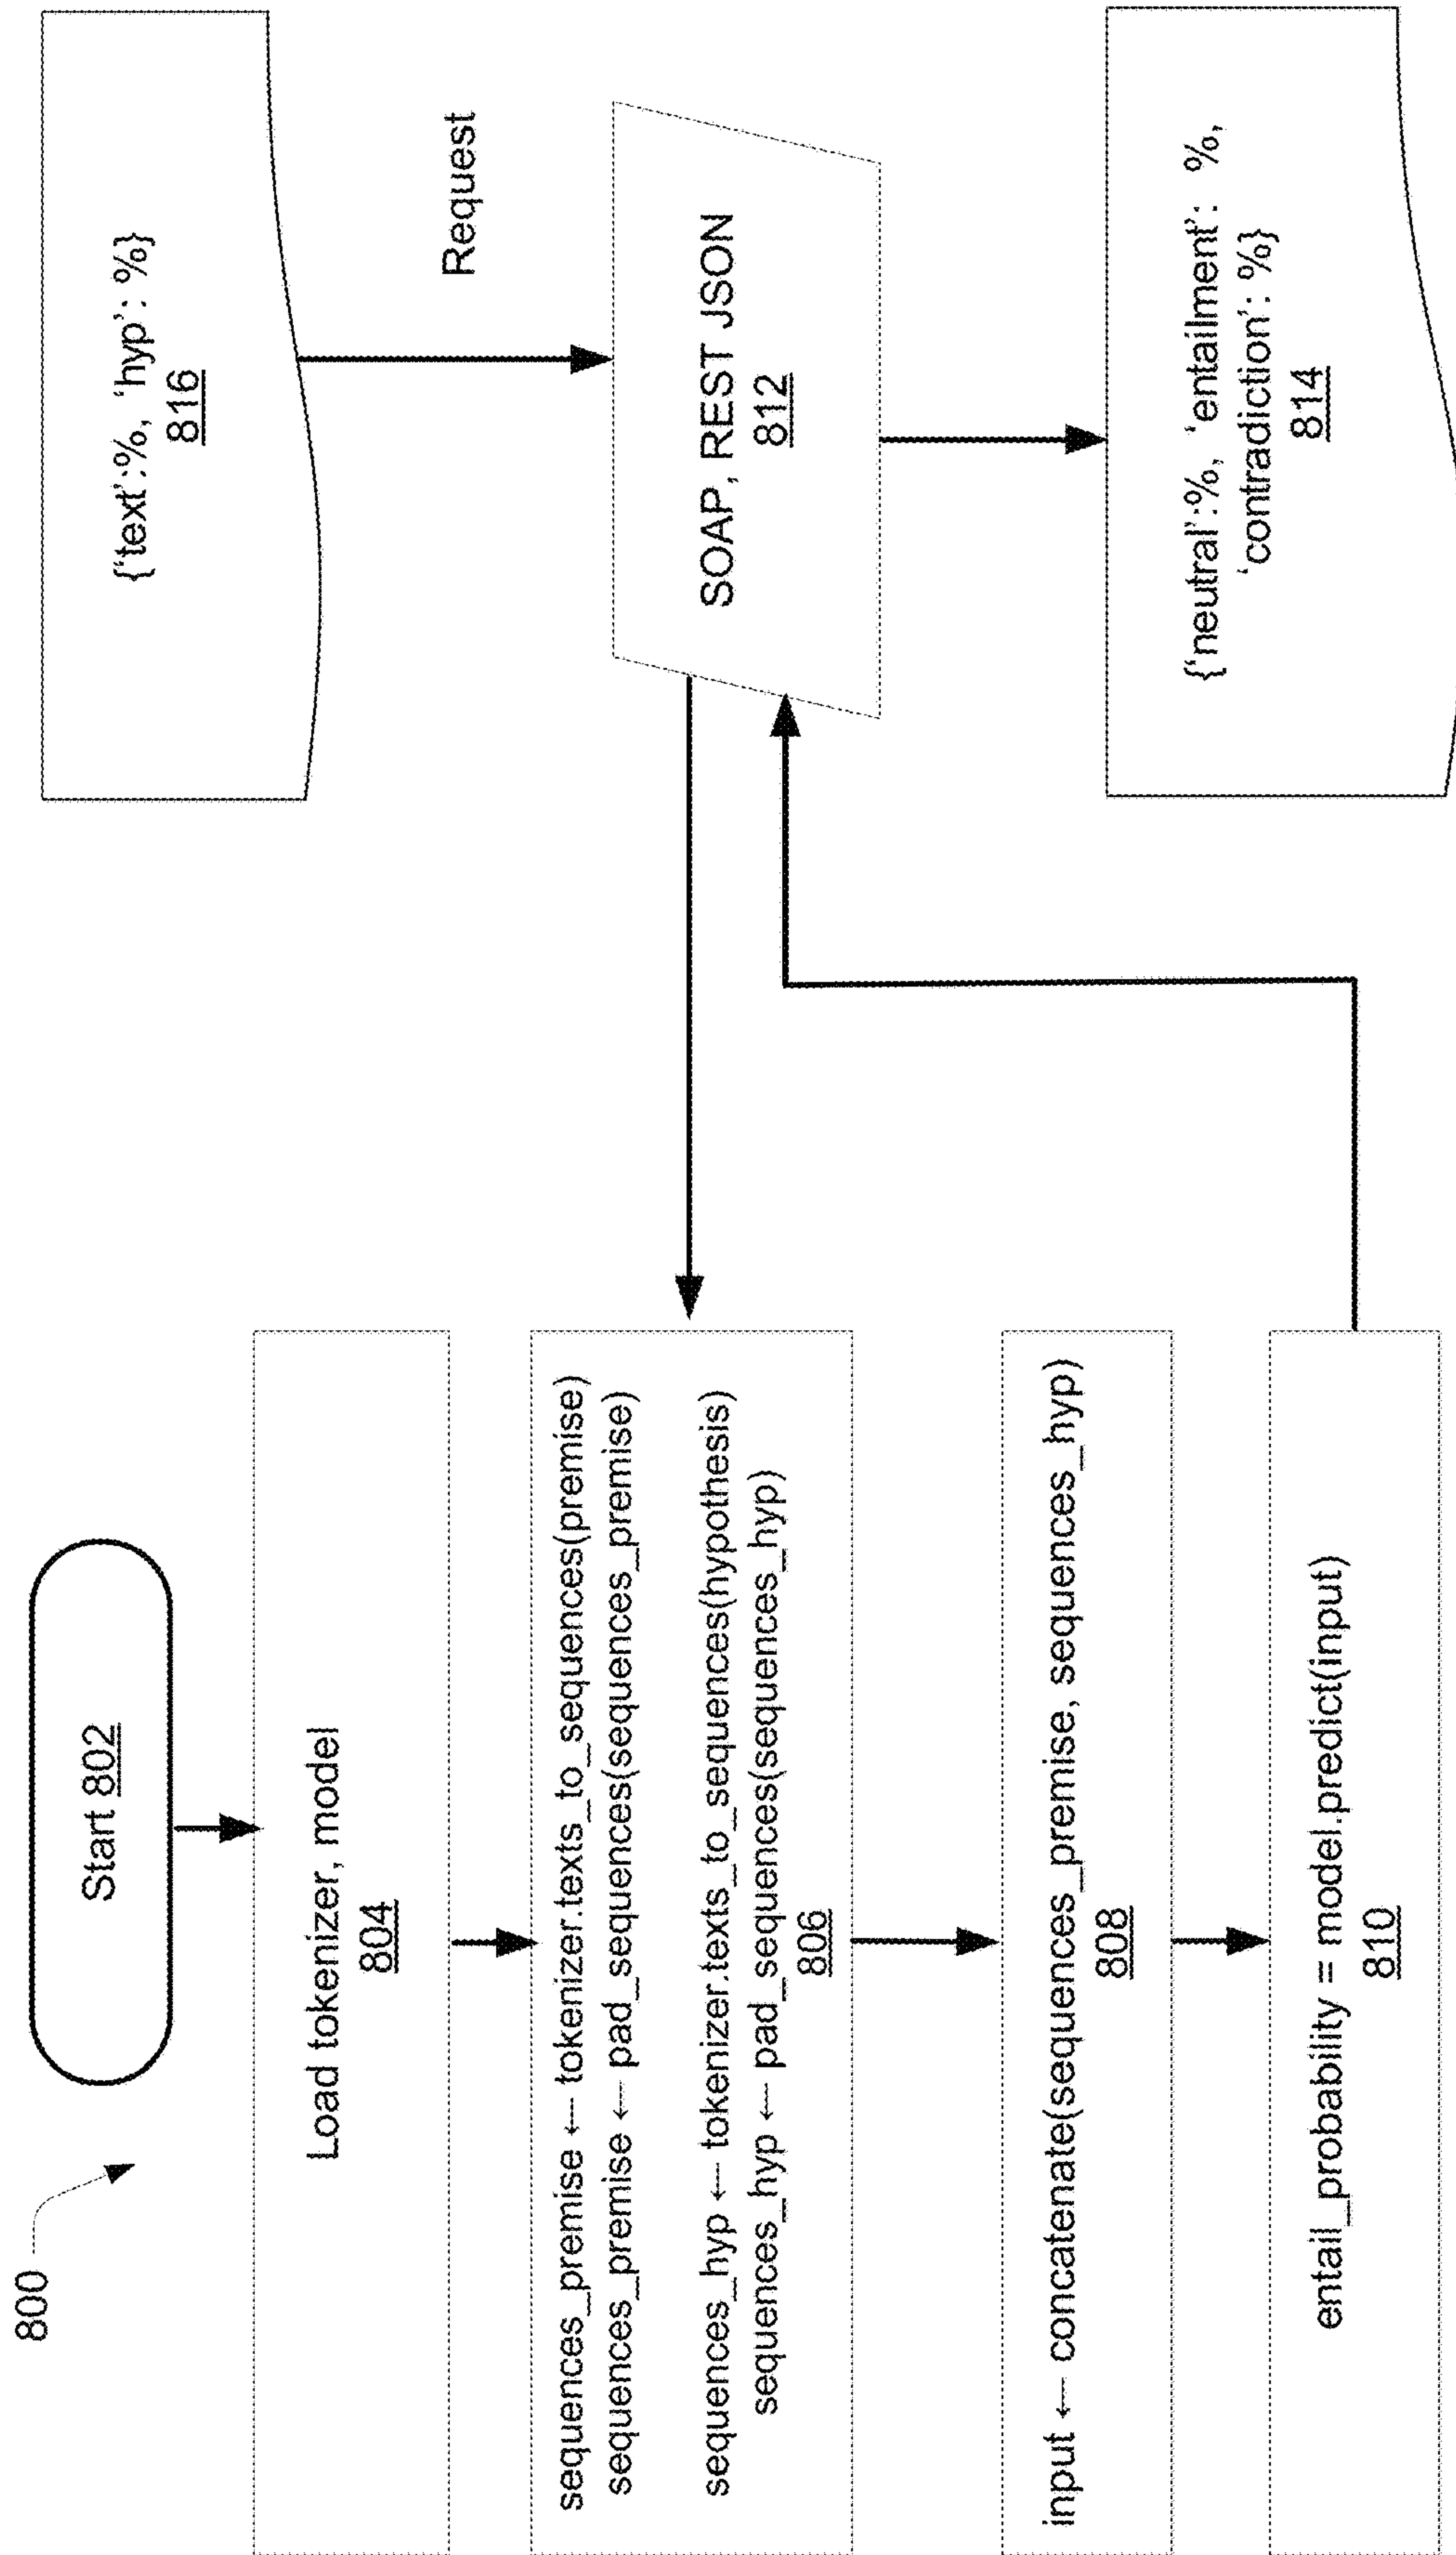 800
Start 802
Load tokenizer, model
804
sequences_premise ← tokenizer.texts_to_sequences(premise)
sequences_premise ← pad_sequences(sequences_premise)
sequences_hyp ← tokenizer.texts_to_sequences(hypothesis)
sequences_hyp ← pad_sequences(sequences_hyp)
806
input ← concatenate(sequences_premise, sequences_hyp)
808
entail_probability = model.predict(input)
810
{‘text’:%, ‘hyp’: %}
816
Request
SOAP, REST JSON
812
{‘neutral’:%, ‘entailment’: %,
‘contradiction’: %}
814